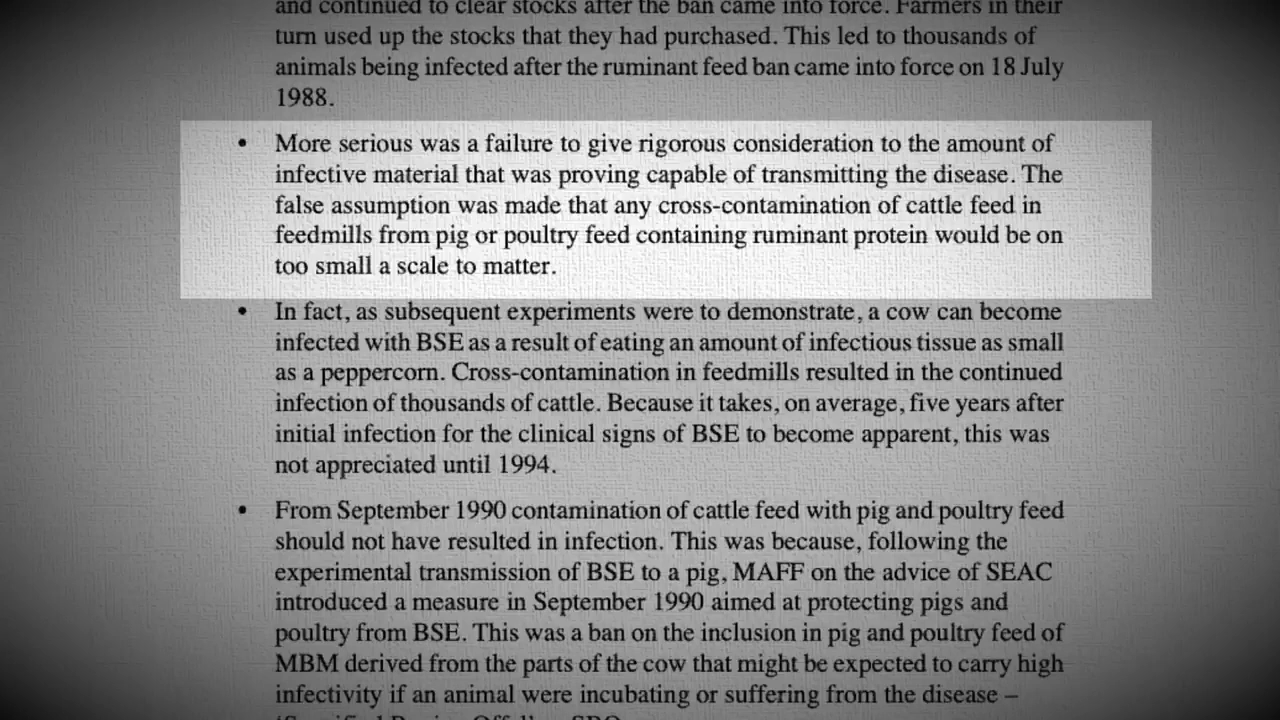 and continued to clear stocks after the ban came into force. Farmers in their
turn used up the stocks that they had purchased. This led to thousands of
animals being infected after the ruminant feed ban came into force on 18 July
1988.
• More serious was a failure to give rigorous consideration to the amount of
infective material that was proving capable of transmitting the disease. The
false assumption was made that any cross-contamination of cattle feed in
feedmills from pig or poultry feed containing ruminant protein would be on
too small a scale to matter.
• In fact, as subsequent experiments were to demonstrate, a cow can become
infected with BSE as a result of eating an amount of infectious tissue as small
as a peppercorn. Cross-contamination in feedmills resulted in the continued
infection of thousands of cattle. Because it takes, on average, five years after
initial infection for the clinical signs of BSE to become apparent, this was
not appreciated until 1994.
• From September 1990 contamination of cattle feed with pig and poultry feed
should not have resulted in infection. This was because, following the
experimental transmission of BSE to a pig, MAFF on the advice of SEAC
introduced a measure in September 1990 aimed at protecting pigs and
poultry from BSE. This was a ban on the inclusion in pig and poultry feed of
MBM derived from the parts of the cow that might be expected to carry high
infectivity if an animal were incubating or suffering from the disease –